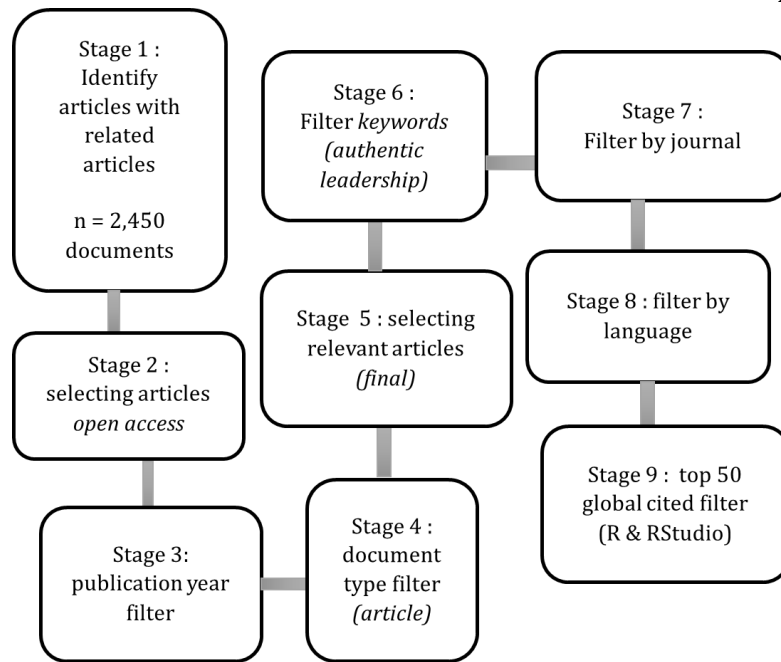 Stage 1 :
Identify
articles with
related
articles
n = 2,450
documents
Stage 2 :
selecting articles
open access
Stage 3:
publication year
filter
Stage 4 :
document
type filter
(article)
Stage 5 : selecting
relevant articles
(final)
Stage 6 :
Filter keywords
(authentic
leadership)
Stage 7 :
Filter by journal
Stage 8 : filter by
language
Stage 9 : top 50
global cited filter
(R & RStudio)